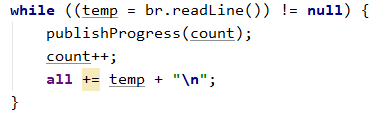 while ((temp = br.readLine()) != null) {
    publishProgress(count);
    count++;
    all += temp + "\n";
}